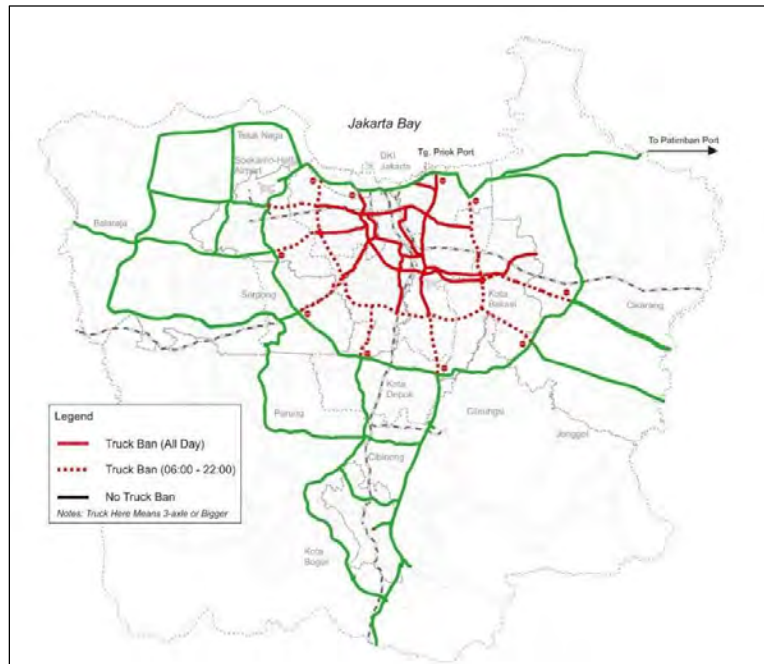 Jakarta Bay
Teluk Naga
DKI
Jakarta
Tg. Priok Port
To Patimban Port
Soekarno-Hatta
Airport
Balaraja
Serpong
Kota
Bekasi
Cikarang
Kota
Depok
Parung
Cileungsi
Jonggol
Cibinong
Kota
Bogor
Legend
Truck Ban (All Day)
Truck Ban (06:00 - 22:00)
No Truck Ban
Notes: Truck Here Means 3-axle or Bigger